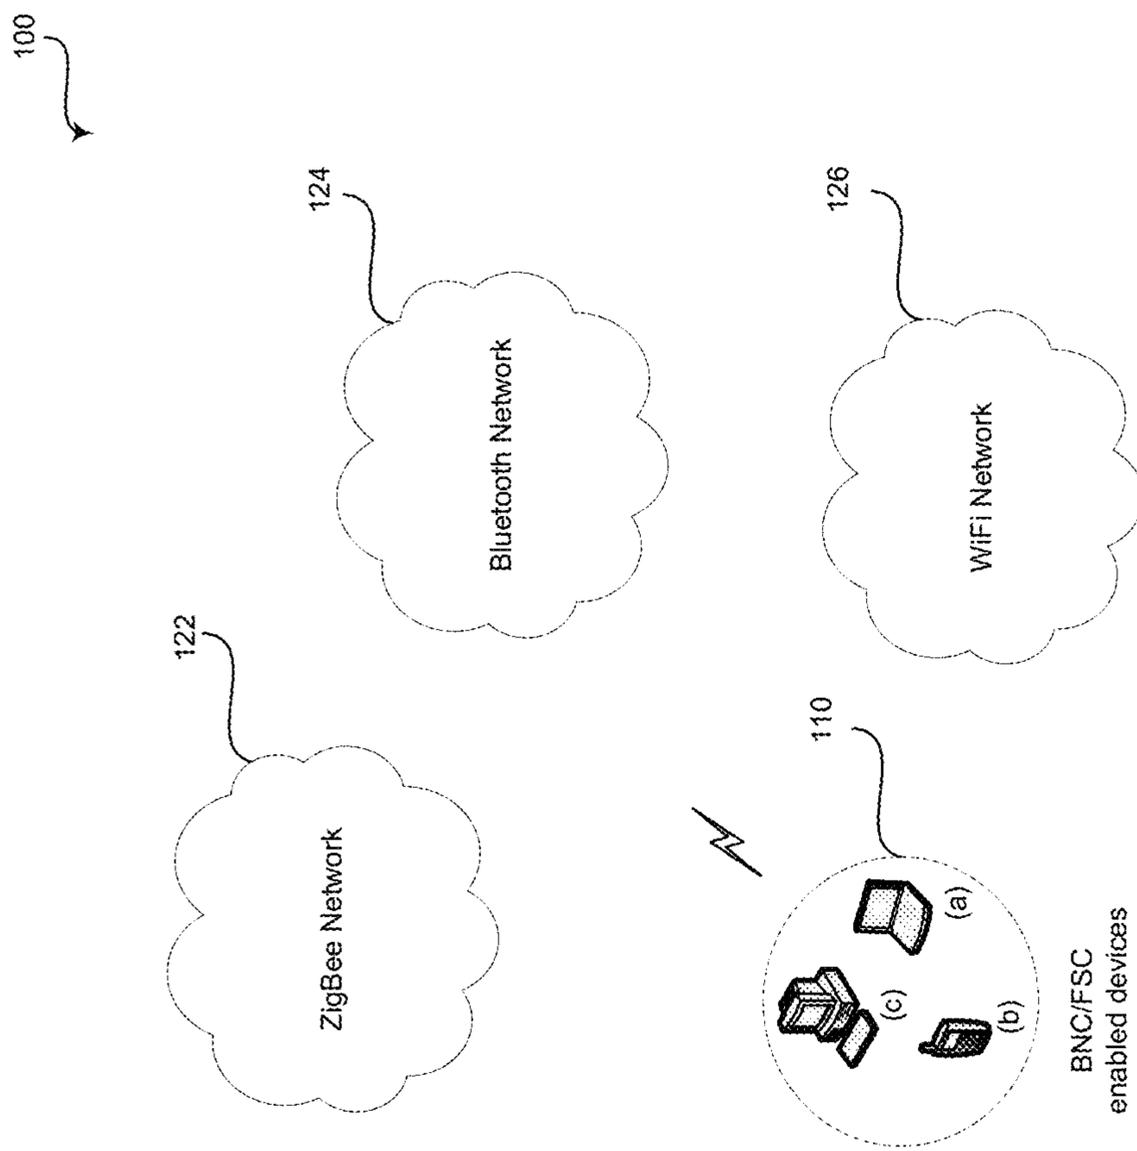 100
122
ZigBee Network
124
Bluetooth Network
110
(c)
(a)
(b)
BNC/FSC
enabled devices
126
WiFi Network